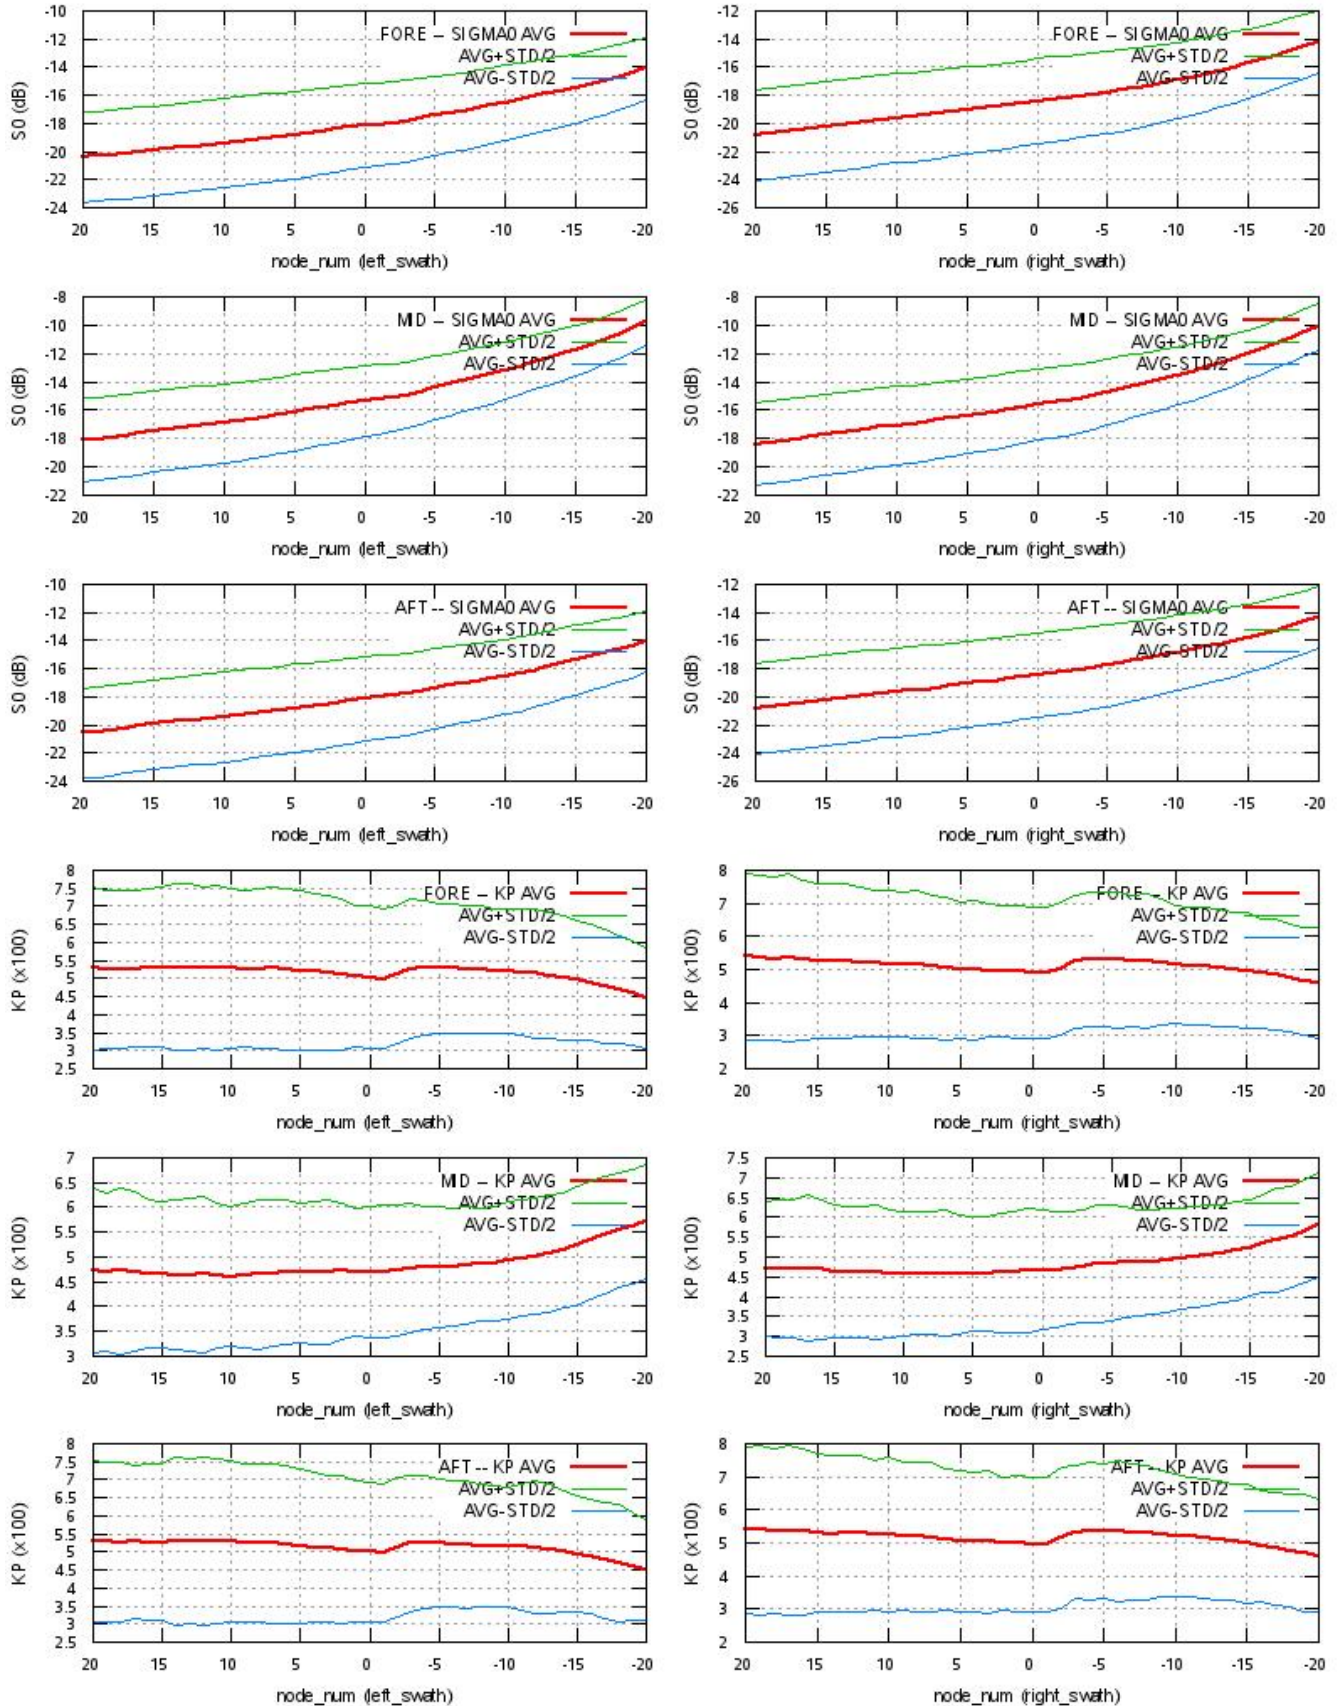 -10
-12
-14
-16
-18
-20
-22
-24
S0 (dB)
FORE -- SIGMA0 AVG
AVG+STD/2
AVG-STD/2
20 15 10 5 0 -5 -10 -15 -20
node_num (left_swath)
-12
-14
-16
-18
-20
-22
-24
-26
S0 (dB)
FORE -- SIGMA0 AVG
AVG+STD/2
AVG-STD/2
20 15 10 5 0 -5 -10 -15 -20
node_num (right_swath)
-8
-10
-12
-14
-16
-18
-20
-22
S0 (dB)
MID -- SIGMA0 AVG
AVG+STD/2
AVG-STD/2
20 15 10 5 0 -5 -10 -15 -20
node_num (left_swath)
-8
-10
-12
-14
-16
-18
-20
-22
S0 (dB)
MID -- SIGMA0 AVG
AVG+STD/2
AVG-STD/2
20 15 10 5 0 -5 -10 -15 -20
node_num (right_swath)
-10
-12
-14
-16
-18
-20
-22
-24
S0 (dB)
AFT -- SIGMA0 AVG
AVG+STD/2
AVG-STD/2
20 15 10 5 0 -5 -10 -15 -20
node_num (left_swath)
-12
-14
-16
-18
-20
-22
-24
-26
S0 (dB)
AFT -- SIGMA0 AVG
AVG+STD/2
AVG-STD/2
20 15 10 5 0 -5 -10 -15 -20
node_num (right_swath)
8
7.5
7
6.5
6
5.5
5
4.5
4
3.5
3
2.5
KP (x100)
FORE -- KP AVG
AVG+STD/2
AVG-STD/2
20 15 10 5 0 -5 -10 -15 -20
node_num (left_swath)
8
7
6
5
4
3
2
KP (x100)
FORE -- KP AVG
AVG+STD/2
AVG-STD/2
20 15 10 5 0 -5 -10 -15 -20
node_num (right_swath)
7
6.5
6
5.5
5
4.5
4
3.5
3
KP (x100)
MID -- KP AVG
AVG+STD/2
AVG-STD/2
20 15 10 5 0 -5 -10 -15 -20
node_num (left_swath)
7.5
7
6.5
6
5.5
5
4.5
4
3.5
3
2.5
KP (x100)
MID -- KP AVG
AVG+STD/2
AVG-STD/2
20 15 10 5 0 -5 -10 -15 -20
node_num (right_swath)
8
7.5
7
6.5
6
5.5
5
4.5
4
3.5
3
2.5
KP (x100)
AFT -- KP AVG
AVG+STD/2
AVG-STD/2
20 15 10 5 0 -5 -10 -15 -20
node_num (left_swath)
8
7
6
5
4
3
2
KP (x100)
AFT -- KP AVG
AVG+STD/2
AVG-STD/2
20 15 10 5 0 -5 -10 -15 -20
node_num (right_swath)